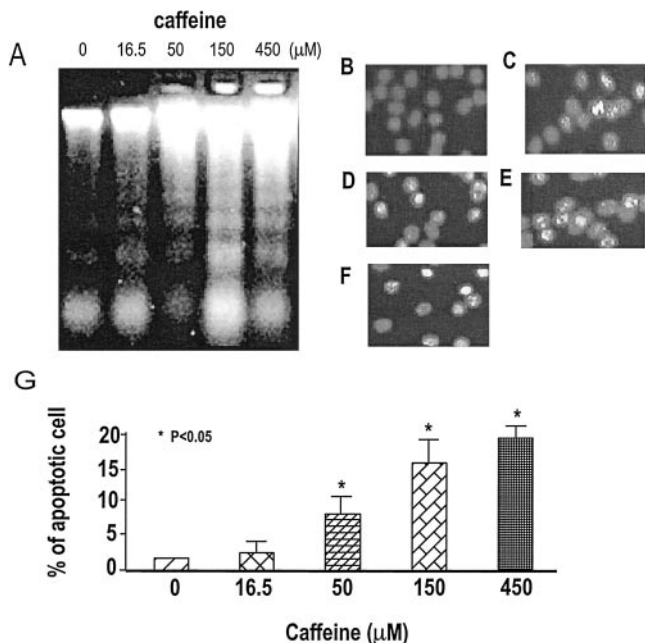 caffeine
0 16.5 50 150 450 (μM)
A
B
C
D
E
F
G
% of apoptotic cell
20
15
10
5
0
* P<0.05
*
*
*
0 16.5 50 150 450
Caffeine (μM)